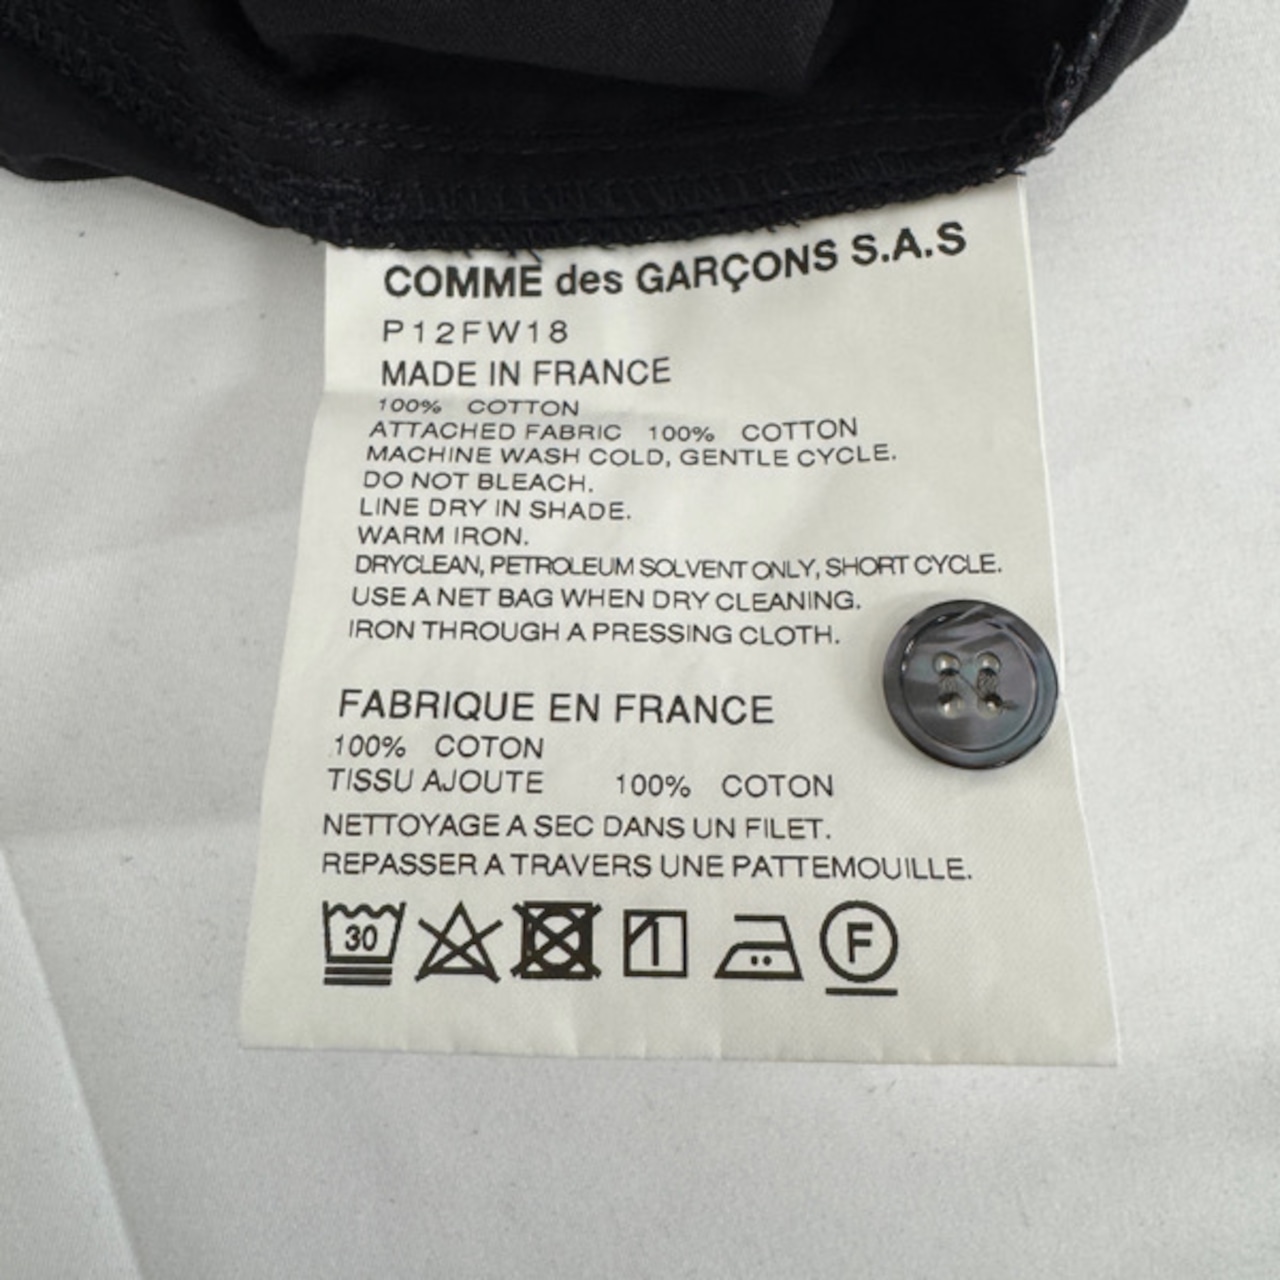 COMME des GARÇONS S.A.S
P12FW18
MADE IN FRANCE
100% COTTON
ATTACHED FABRIC 100% COTTON
MACHINE WASH COLD, GENTLE CYCLE.
DO NOT BLEACH.
LINE DRY IN SHADE.
WARM IRON.
DRYCLEAN, PETROLEUM SOLVENT ONLY, SHORT CYCLE.
USE A NET BAG WHEN DRY CLEANING.
IRON THROUGH A PRESSING CLOTH.
FABRIQUE EN FRANCE
100% COTON
TISSU AJOUTE 100% COTON
NETTOYAGE A SEC DANS UN FILET.
REPASSER A TRAVERS UNE PATTEMOUILLE.
30 F